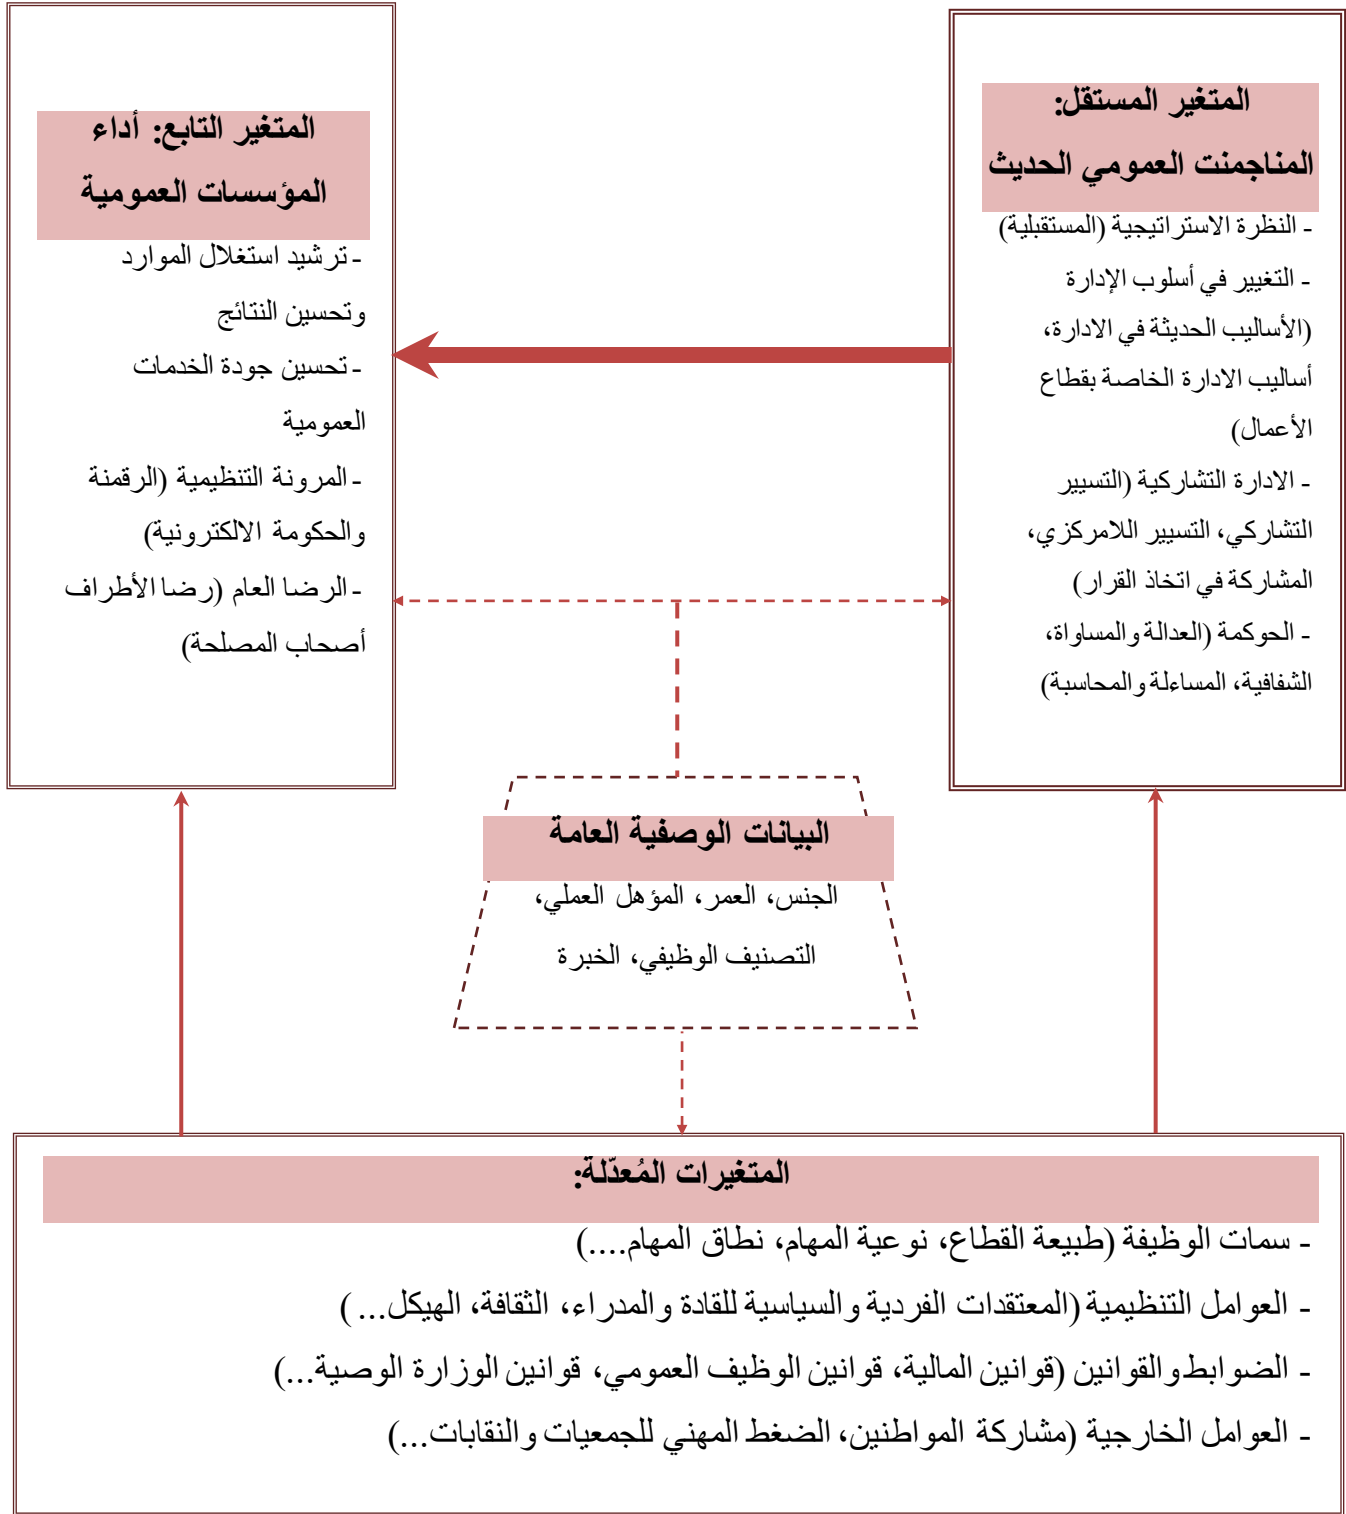 المتغير المستقل:
المناجمنت العمومي الحديث
- النظرة الاستراتيجية (المستقبلية)
- التغيير في أسلوب الإدارة
(الأساليب الحديثة في الادارة،
أساليب الادارة الخاصة بقطاع
الأعمال)
- الادارة التشاركية (التسيير
التشاركي، التسيير اللامركزي،
المشاركة في اتخاذ القرار)
- الحوكمة (العدالة والمساواة،
الشفافية، المساءلة والمحاسبة)
المتغير التابع: أداء
المؤسسات العمومية
- ترشيد استغلال الموارد
وتحسين النتائج
- تحسين جودة الخدمات
العمومية
- المرونة التنظيمية (الرقمنة
والحكومة الالكترونية)
- الرضا العام (رضا الأطراف
أصحاب المصلحة)
البيانات الوصفية العامة
الجنس، العمر، المؤهل العملي،
التصنيف الوظيفي، الخبرة
المتغيرات المُعدّلة:
- سمات الوظيفة (طبيعة القطاع، نوعية المهام، نطاق المهام....)
- العوامل التنظيمية (المعتقدات الفردية والسياسية للقادة والمدراء، الثقافة، الهيكل... )
- الضوابط والقوانين (قوانين المالية، قوانين الوظيف العمومي، قوانين الوزارة الوصية...)
- العوامل الخارجية (مشاركة المواطنين، الضغط المهني للجمعيات والنقابات...)